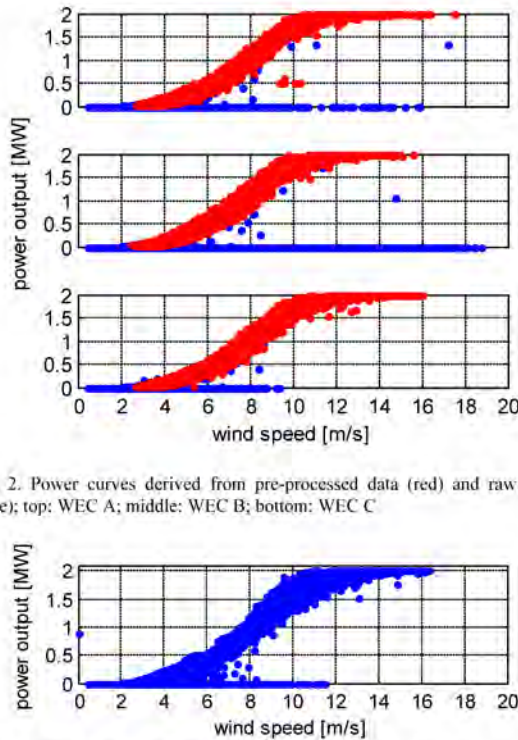 2
1.5
1
0.5
0
2
1.5
1
0.5
0
2
1.5
1
0.5
0
power output [MW]
0 2 4 6 8 10 12 14 16 18 20
wind speed [m/s]
2. Power curves derived from pre-processed data (red) and raw
e); top: WEC A; middle: WEC B; bottom: WEC C
2
1.5
1
0.5
0
power output [MW]
0 2 4 6 8 10 12 14 16 18 20
wind speed [m/s]